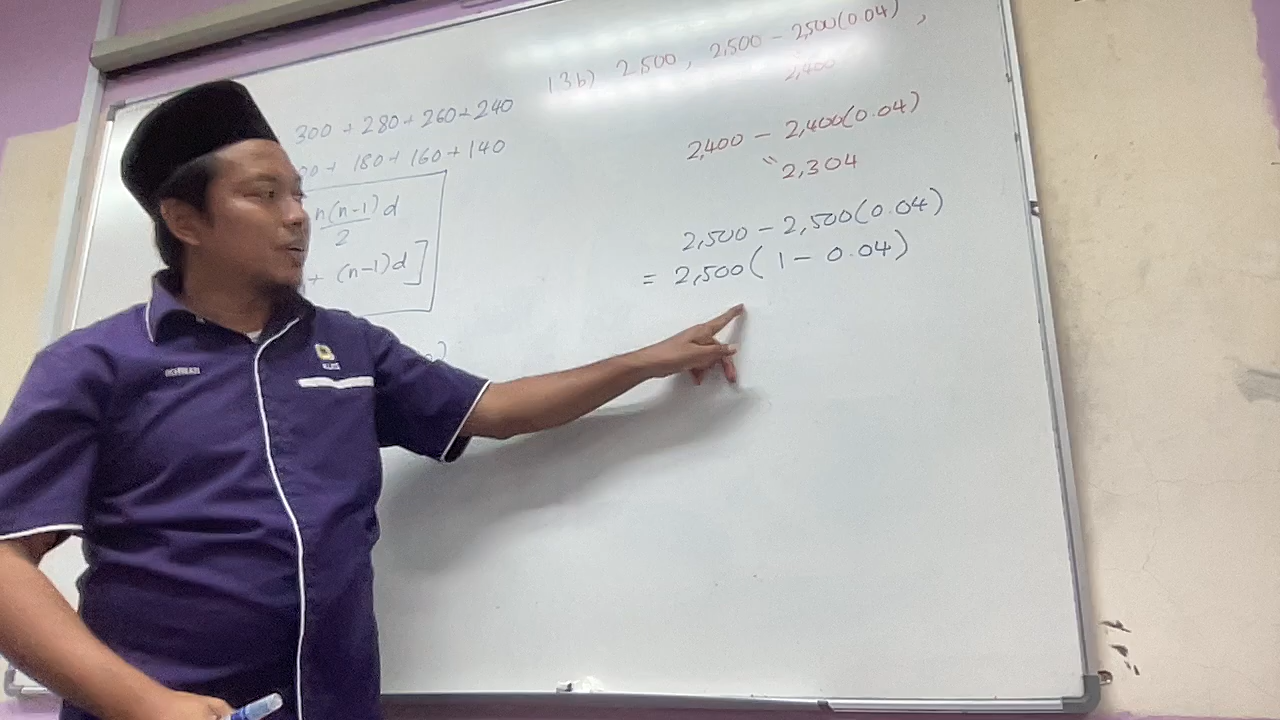 300 + 280 + 260 + 240
00 + 180 + 160 + 140
n(n-1)d
2
+ (n-1)d]
13b) 2,500, 2,500 - 2,500(0.04),
2,400
2,400 - 2,400(0.04)
" 2,304
2,500 - 2,500(0.04)
= 2,500(1 - 0.04)